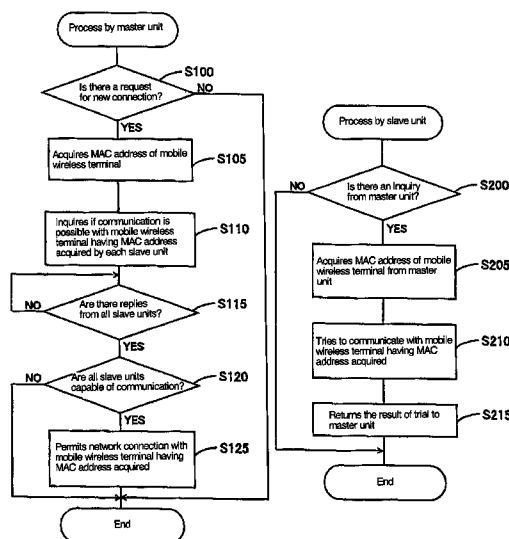 Process by master unit
S100
Is there a request
for new connection?
NO
YES
Acquires MAC address of mobile
wireless terminal
S105
Inquires if communication is
possible with mobile wireless
terminal having MAC address
acquired by each slave unit
S110
Are there replies
from all slave units?
S115
NO
YES
Are all slave units
capable of communication?
S120
NO
YES
Permits network connection with
mobile wireless terminal having
MAC address acquired
S125
End
Process by slave unit
NO
S200
Is there an inquiry
from master unit?
YES
Acquires MAC address of mobile
wireless terminal from master
unit
S205
Tries to communicate with mobile
wireless terminal having MAC
address acquired
S210
Returns the result of trial to
master unit
S215
End